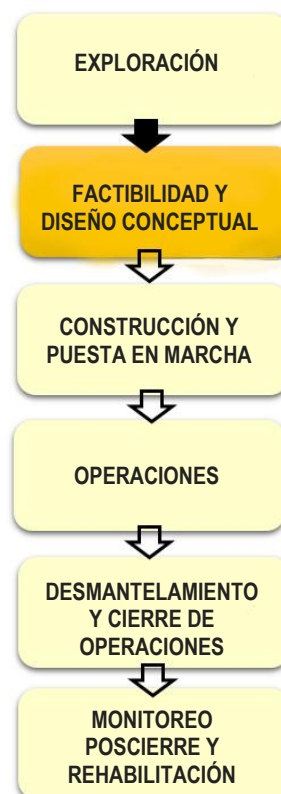 EXPLORACIÓN
FACTIBILIDAD Y
DISEÑO CONCEPTUAL
CONSTRUCCIÓN Y
PUESTA EN MARCHA
OPERACIONES
DESMANTELAMIENTO
Y CIERRE DE
OPERACIONES
MONITOREO
POSCIERRE Y
REHABILITACIÓN